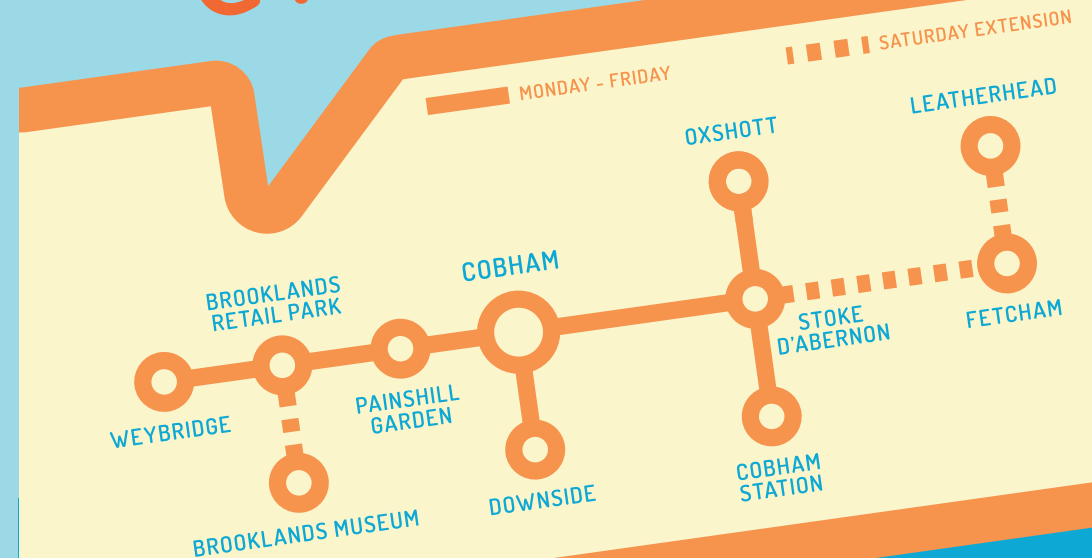 SATURDAY EXTENSION
MONDAY - FRIDAY
LEATHERHEAD
OXSHOTT
COBHAM
BROOKLANDS
RETAIL PARK
STOKE
D'ABERNON
FETCHAM
PAINSHILL
GARDEN
WEYBRIDGE
COBHAM
STATION
DOWNSIDE
BROOKLANDS MUSEUM